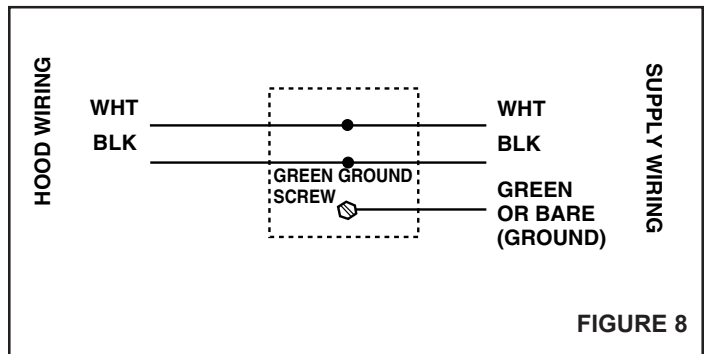 HOOD WIRING
WHT
BLK
GREEN GROUND
SCREW
WHT
BLK
GREEN
OR BARE
(GROUND)
SUPPLY WIRING
FIGURE 8